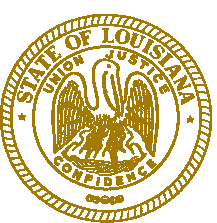 STATE OF LOUISIANA
UNION JUSTICE
CONFIDENCE